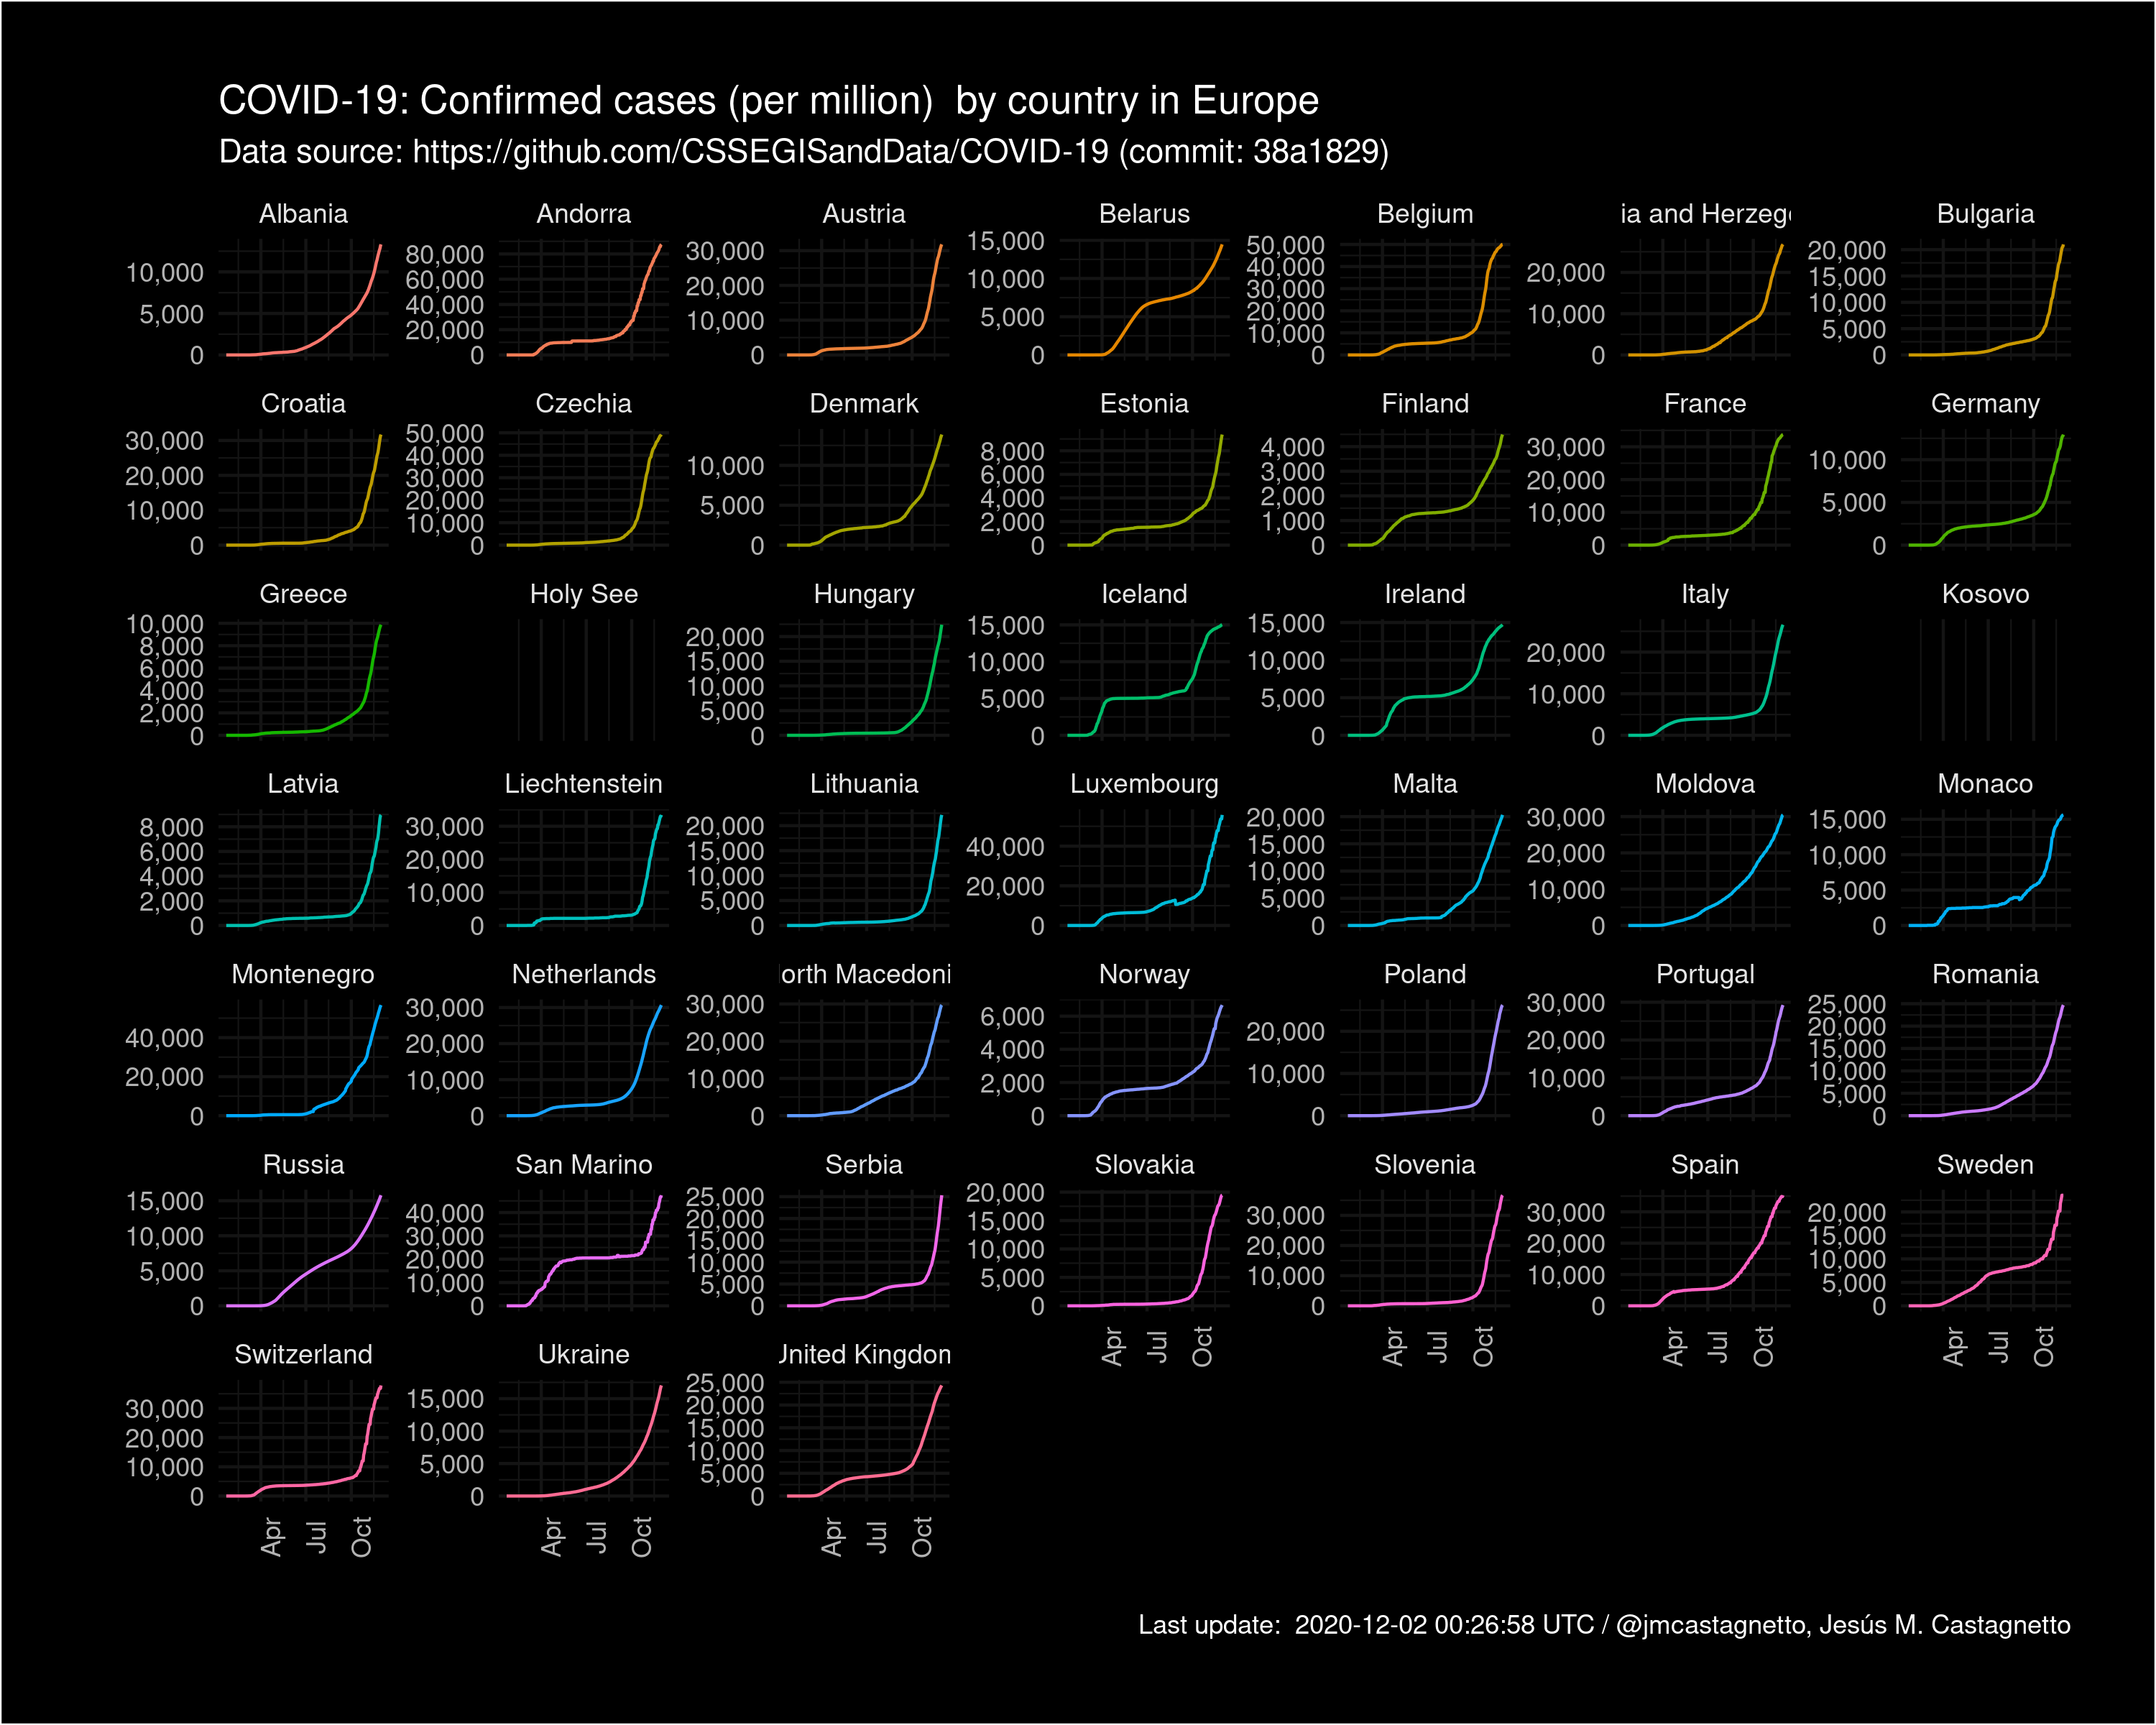 COVID-19: Confirmed cases (per million)  by country in Europe
Data source: https://github.com/CSSEGISandData/COVID-19 (commit: 38a1829)
Albania
10,000
5,000
0
Andorra
80,000
60,000
40,000
20,000
0
Austria
30,000
20,000
10,000
0
Belarus
15,000
10,000
5,000
0
Belgium
50,000
40,000
30,000
20,000
10,000
0
ia and Herzeg
20,000
10,000
0
Bulgaria
20,000
15,000
10,000
5,000
0
Croatia
30,000
20,000
10,000
0
Czechia
50,000
40,000
30,000
20,000
10,000
0
Denmark
10,000
5,000
0
Estonia
8,000
6,000
4,000
2,000
0
Finland
4,000
3,000
2,000
1,000
0
France
30,000
20,000
10,000
0
Germany
10,000
5,000
0
Greece
10,000
8,000
6,000
4,000
2,000
0
Holy See
Hungary
20,000
15,000
10,000
5,000
0
Iceland
15,000
10,000
5,000
0
Ireland
15,000
10,000
5,000
0
Italy
20,000
10,000
0
Kosovo
Latvia
8,000
6,000
4,000
2,000
0
Liechtenstein
30,000
20,000
10,000
0
Lithuania
20,000
15,000
10,000
5,000
0
Luxembourg
40,000
20,000
0
Malta
20,000
15,000
10,000
5,000
0
Moldova
30,000
20,000
10,000
0
Monaco
15,000
10,000
5,000
0
Montenegro
40,000
20,000
0
Netherlands
30,000
20,000
10,000
0
orth Macedoni
30,000
20,000
10,000
0
Norway
6,000
4,000
2,000
0
Poland
20,000
10,000
0
Portugal
30,000
20,000
10,000
0
Romania
25,000
20,000
15,000
10,000
5,000
0
Russia
15,000
10,000
5,000
0
San Marino
40,000
30,000
20,000
10,000
0
Serbia
25,000
20,000
15,000
10,000
5,000
0
Slovakia
20,000
15,000
10,000
5,000
0
Apr
Jul
Oct
Slovenia
30,000
20,000
10,000
0
Apr
Jul
Oct
Spain
30,000
20,000
10,000
0
Apr
Jul
Oct
Sweden
20,000
15,000
10,000
5,000
0
Apr
Jul
Oct
Switzerland
30,000
20,000
10,000
0
Apr
Jul
Oct
Ukraine
15,000
10,000
5,000
0
Apr
Jul
Oct
United Kingdom
25,000
20,000
15,000
10,000
5,000
0
Apr
Jul
Oct
Last update:  2020-12-02 00:26:58 UTC / @jmcastagnetto, Jesús M. Castagnetto